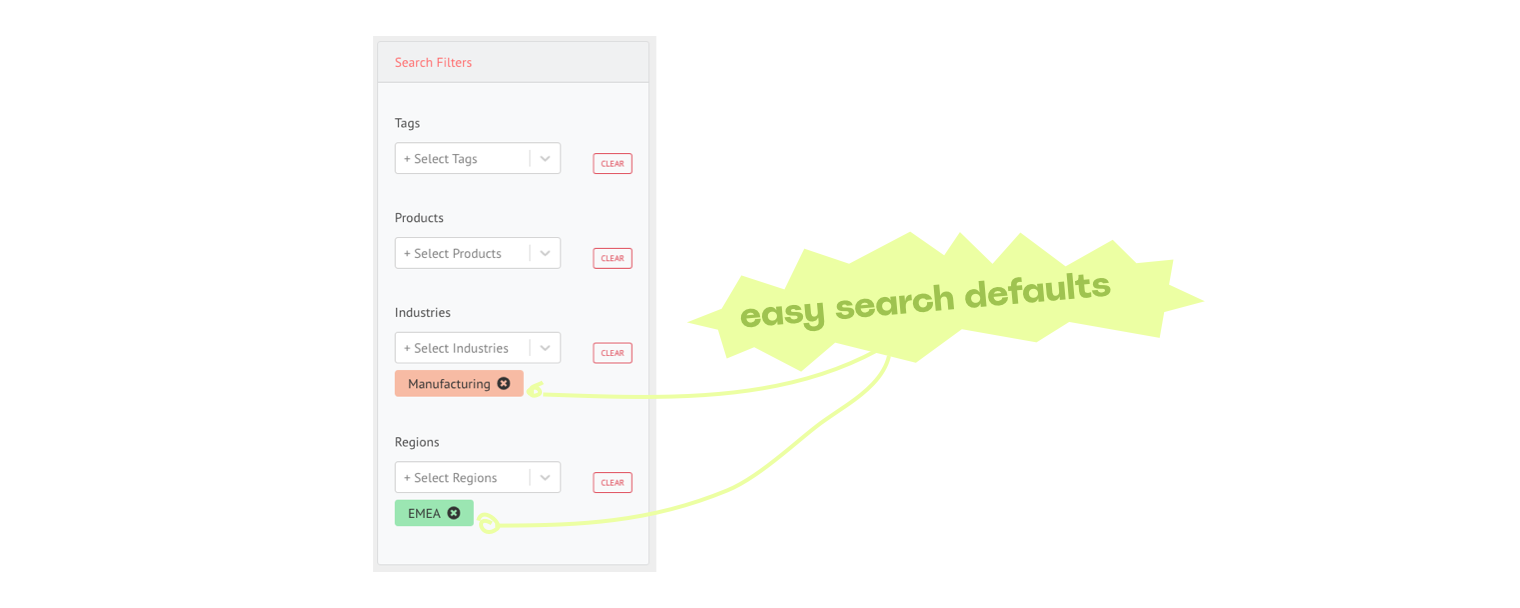 Search Filters
Tags
+ Select Tags
CLEAR
Products
+ Select Products
CLEAR
Industries
+ Select Industries
CLEAR
Manufacturing
Regions
+ Select Regions
CLEAR
EMEA
easy search defaults